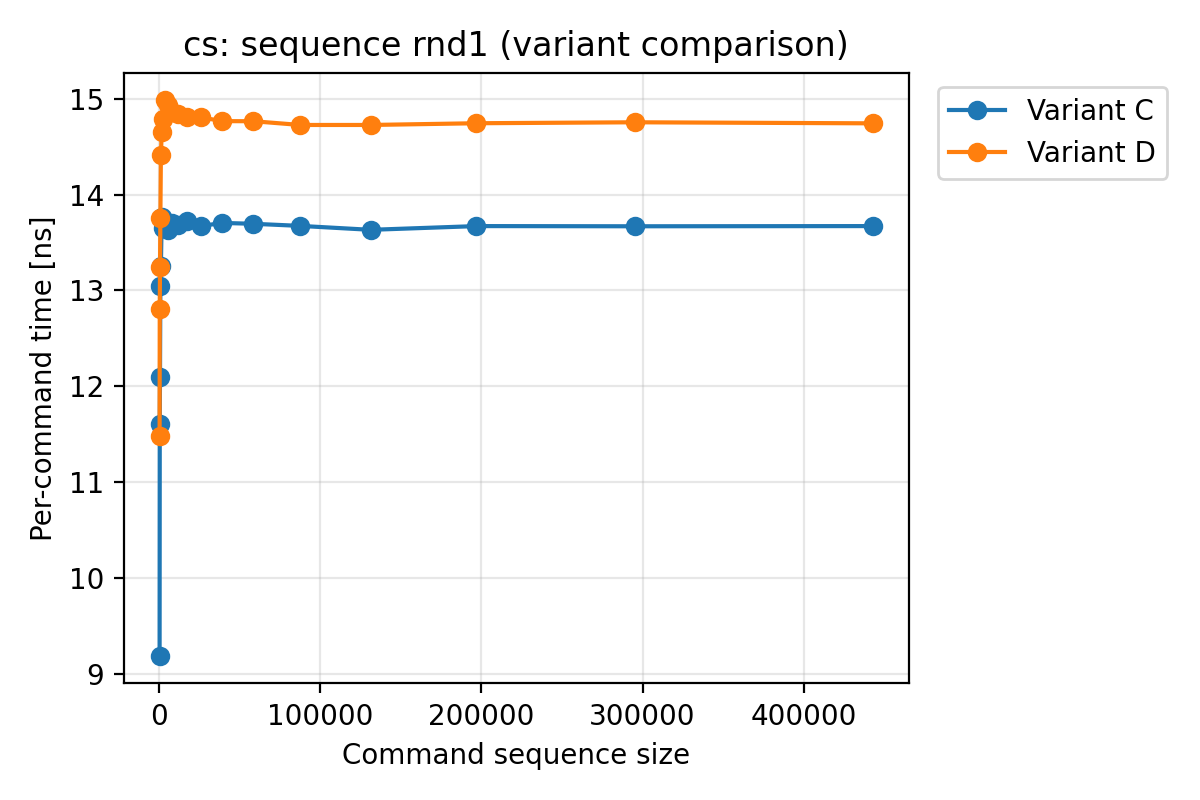 cs: sequence rnd1 (variant comparison)
Variant C
Variant D
Per-command time [ns]
15
14
13
12
11
10
9
0 100000 200000 300000 400000
Command sequence size